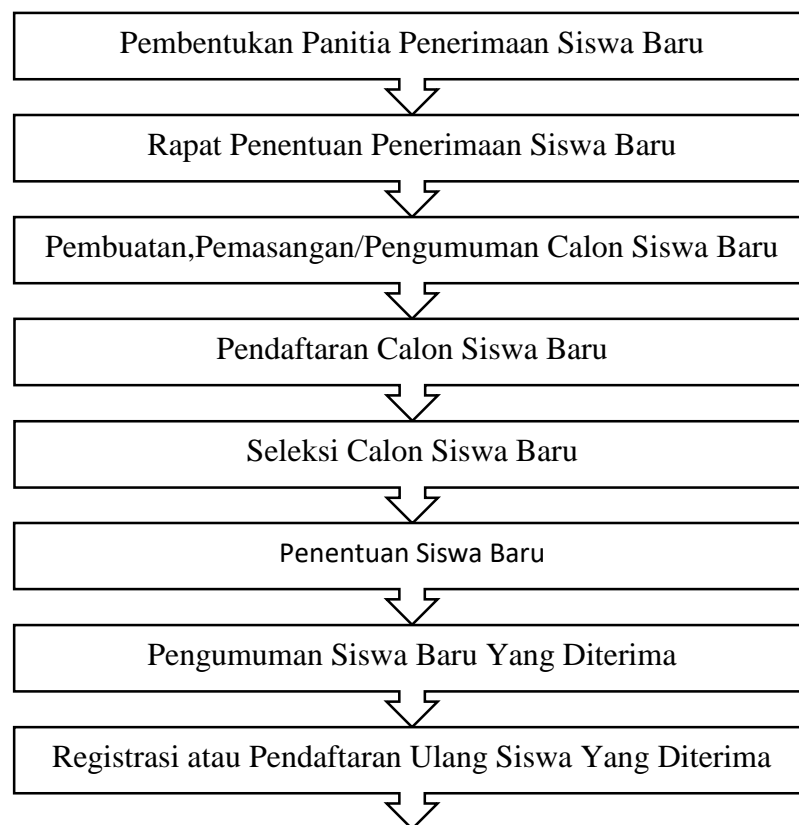 Pembentukan Panitia Penerimaan Siswa Baru
Rapat Penentuan Penerimaan Siswa Baru
Pembuatan,Pemasangan/Pengumuman Calon Siswa Baru
Pendaftaran Calon Siswa Baru
Seleksi Calon Siswa Baru
Penentuan Siswa Baru
Pengumuman Siswa Baru Yang Diterima
Registrasi atau Pendaftaran Ulang Siswa Yang Diterima